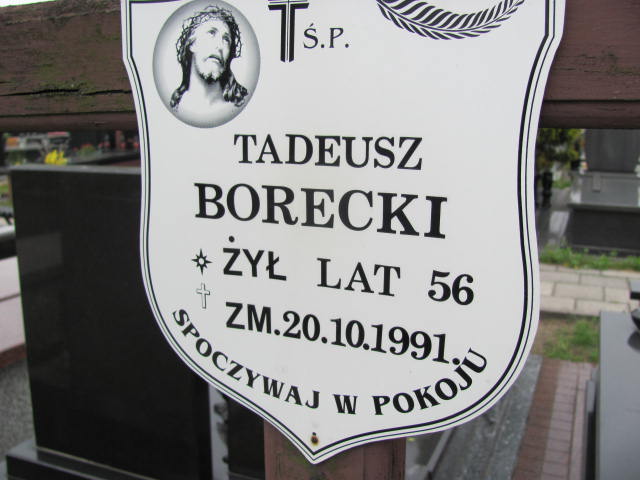 Ś.P.
TADEUSZ
BORECKI
ŻYŁ LAT 56
ZM.20.10.1991.
SPOCZYWAJ W POKOJU